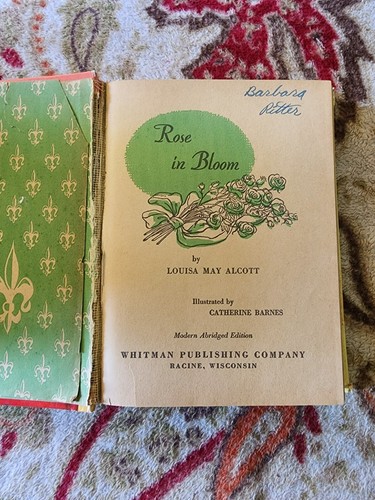 Barbara
Ritter
Rose
in Bloom
by
LOUISA MAY ALCOTT
Illustrated by
CATHERINE BARNES
Modern Abridged Edition
WHITMAN PUBLISHING COMPANY
RACINE, WISCONSIN